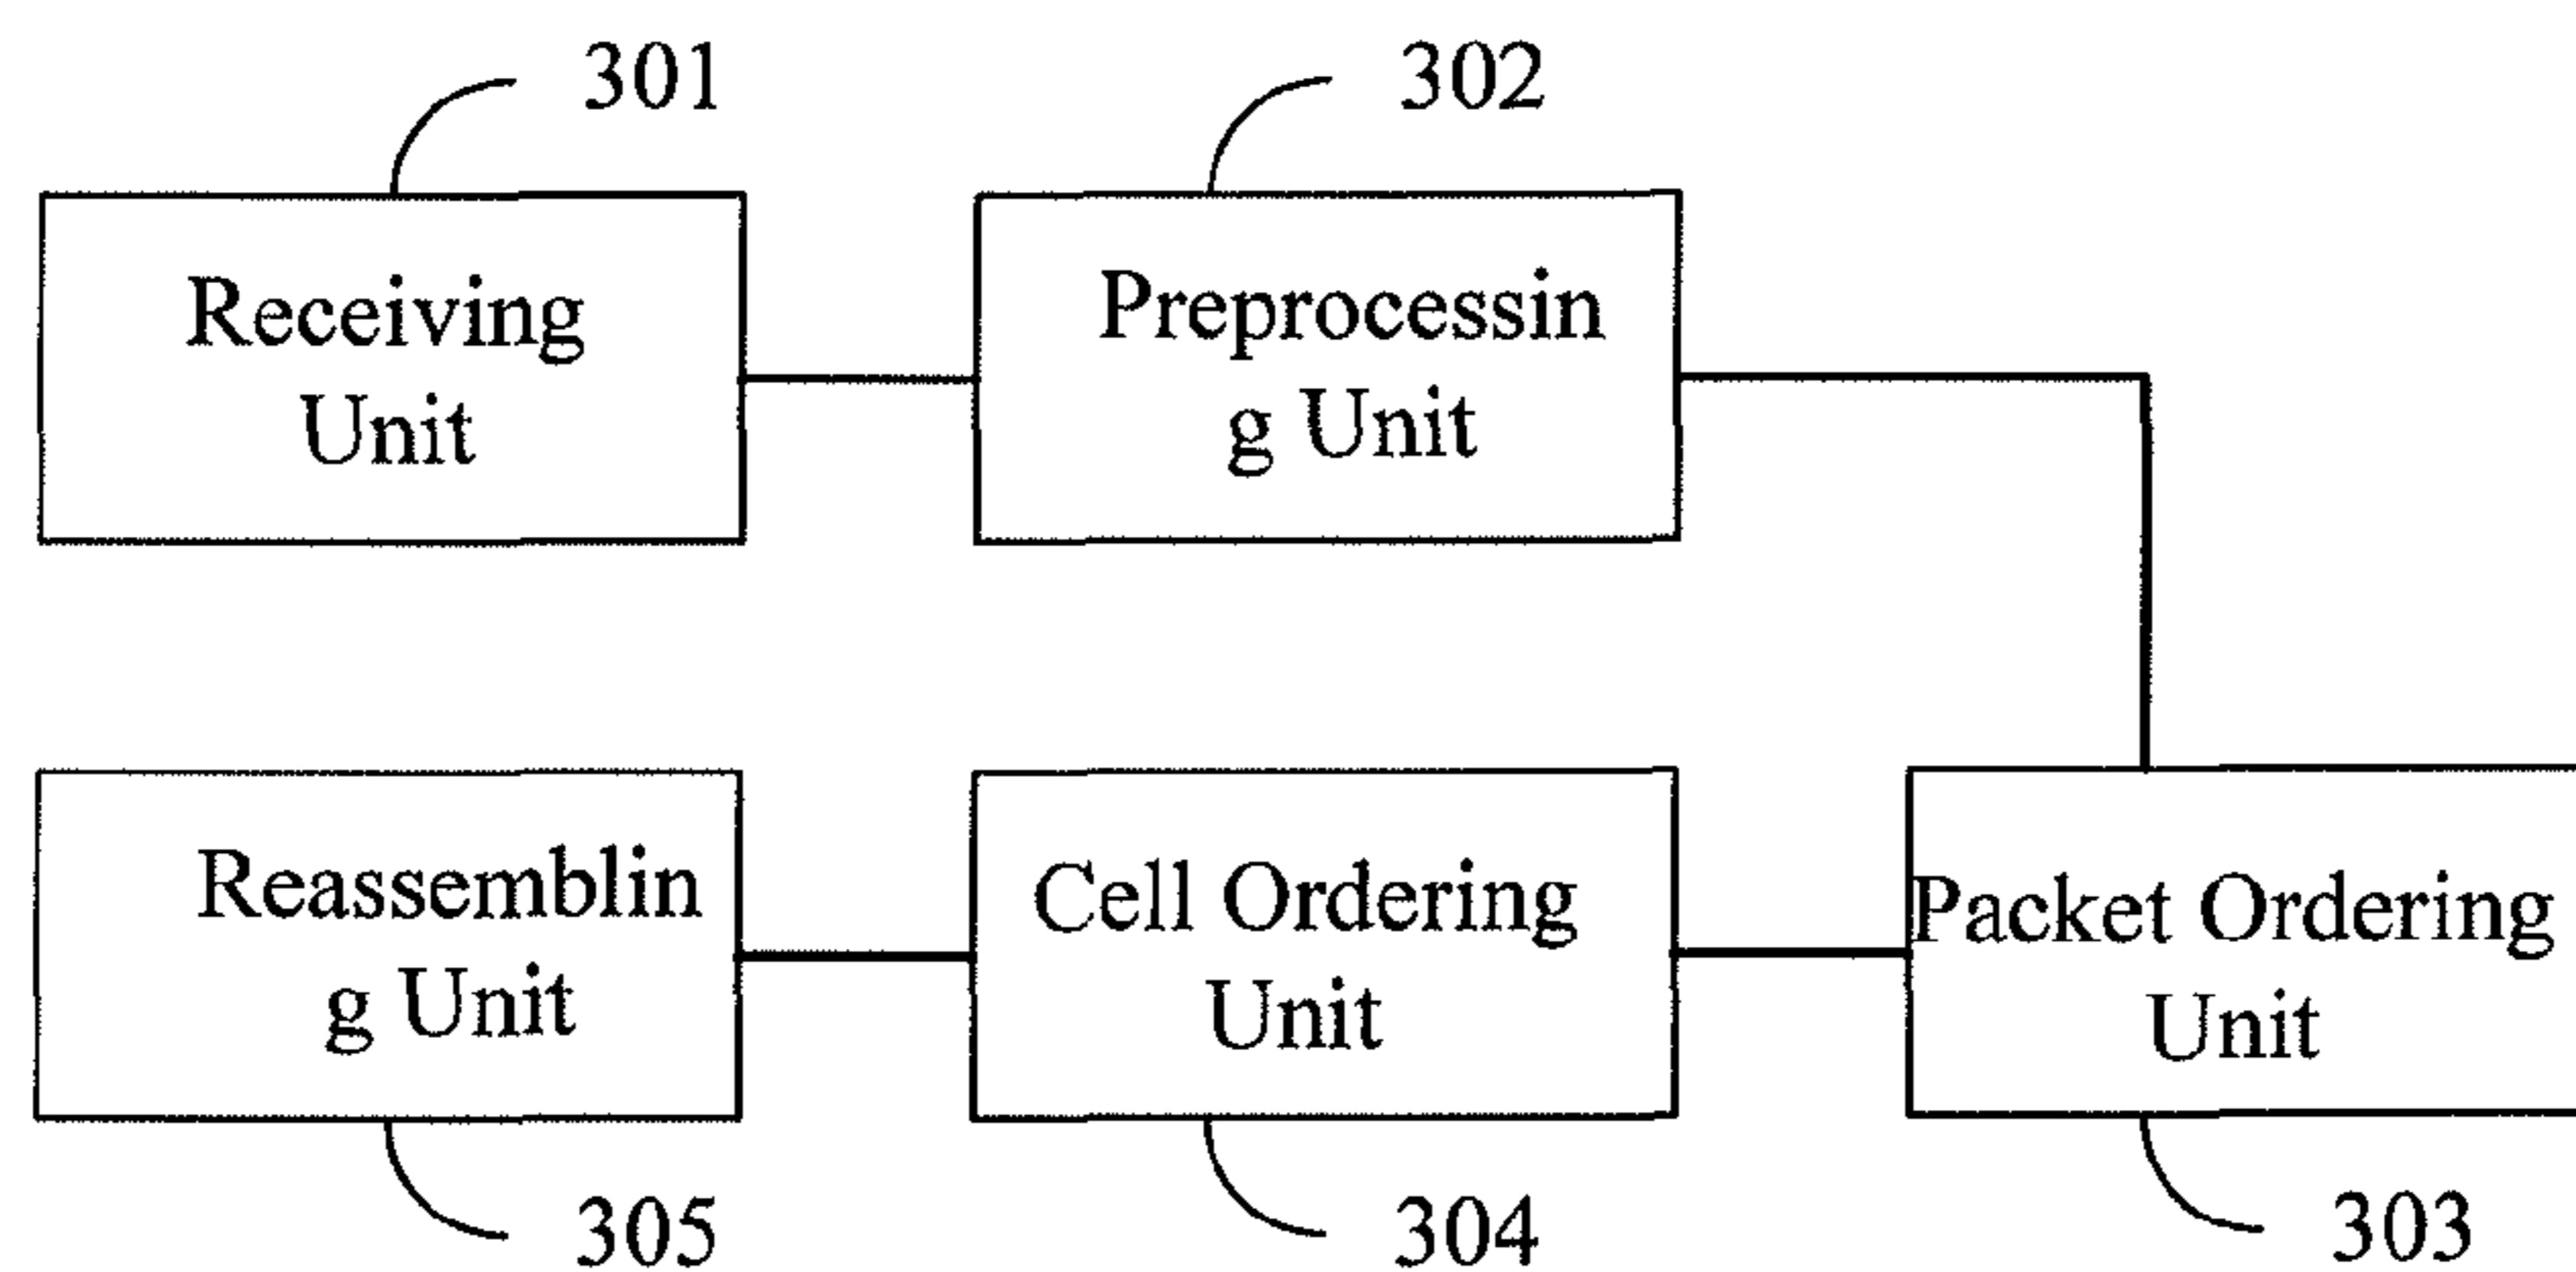 301
302
Receiving
Unit
Preprocessin
g Unit
Reassemblin
g Unit
Cell Ordering
Unit
Packet Ordering
Unit
305
304
303